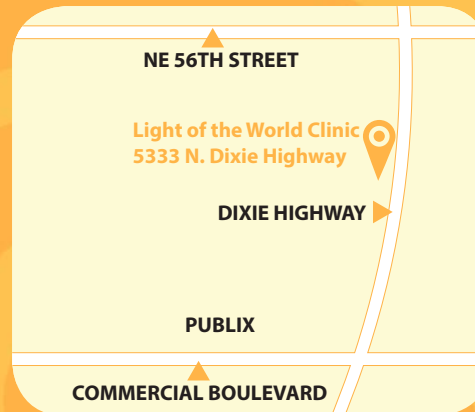 NE 56TH STREET
Light of the World Clinic
5333 N. Dixie Highway
DIXIE HIGHWAY
PUBLIX
COMMERCIAL BOULEVARD